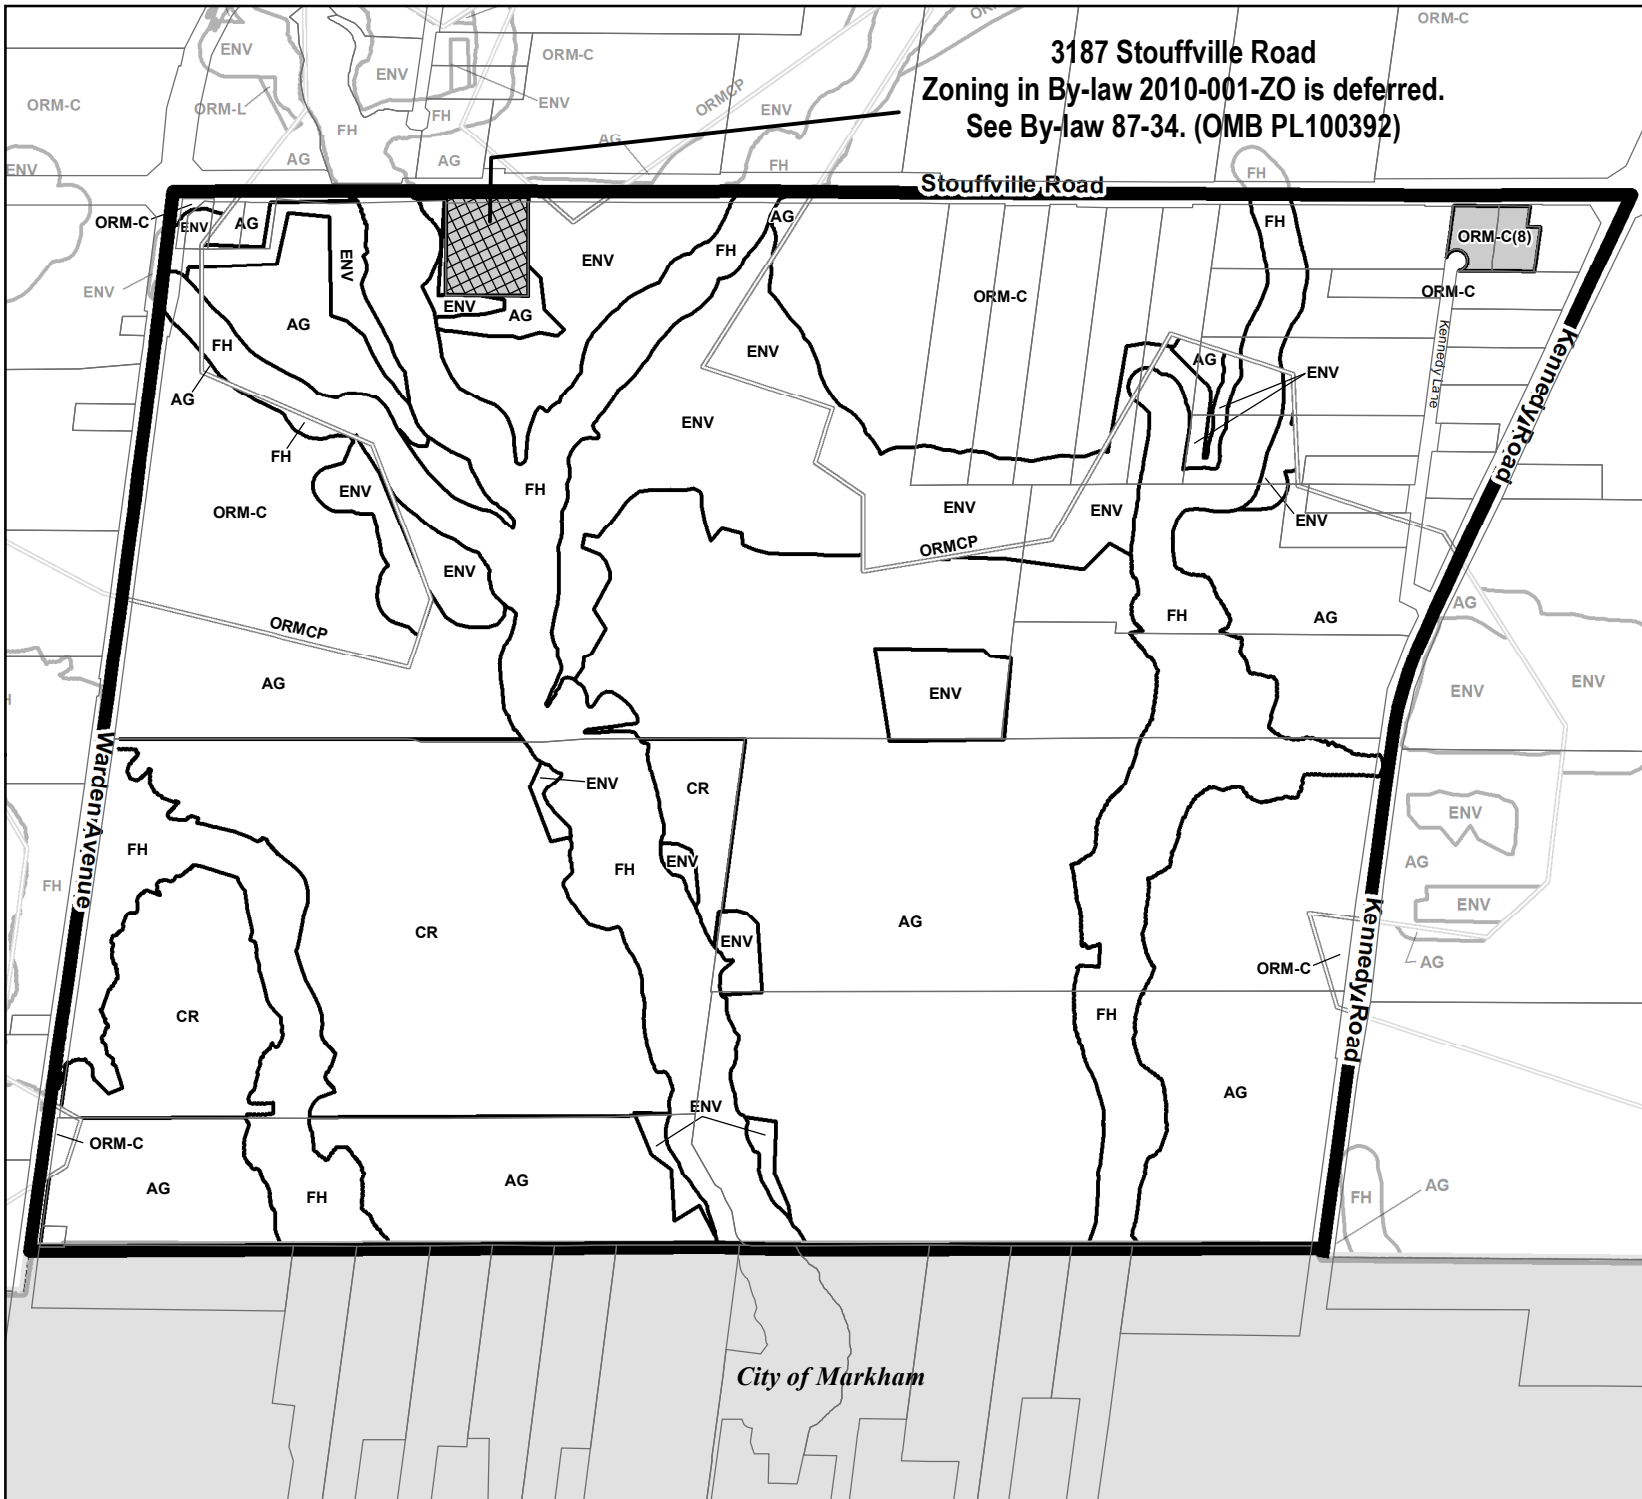 ORM-C
ORM-C
ENV
ORM-C
3187 Stouffville Road
ENV
ORM-C
ORM-L
FH
ENV
ORMCP
ENV
Zoning in By-law 2010-001-ZO is deferred.
FH
See By-law 87-34. (OMB PL100392)
ENV
AG
AG
AG
FH
FH
Stouffville Road
ORM-C
ENV
AG
ENV
AG
FH
FH
ORM-C(8)
ENV
ENV
ENV
ENV
AG
AG
ORM-C
ORM-C
FH
ENV
AG
Kennedy Lane
Kennedy Road
AG
ENV
FH
ENV
ENV
FH
ORM-C
ENV
ENV
ENV
ORMCP
ENV
AG
FH
AG
ORMCP
AG
ENV
ENV
ENV
Warden Avenue
ENV
CR
ENV
FH
FH
ENV
FH
AG
CR
AG
ENV
ENV
ORM-C
AG
Kennedy Road
CR
FH
AG
ENV
ORM-C
AG
FH
AG
FH
AG
City of Markham